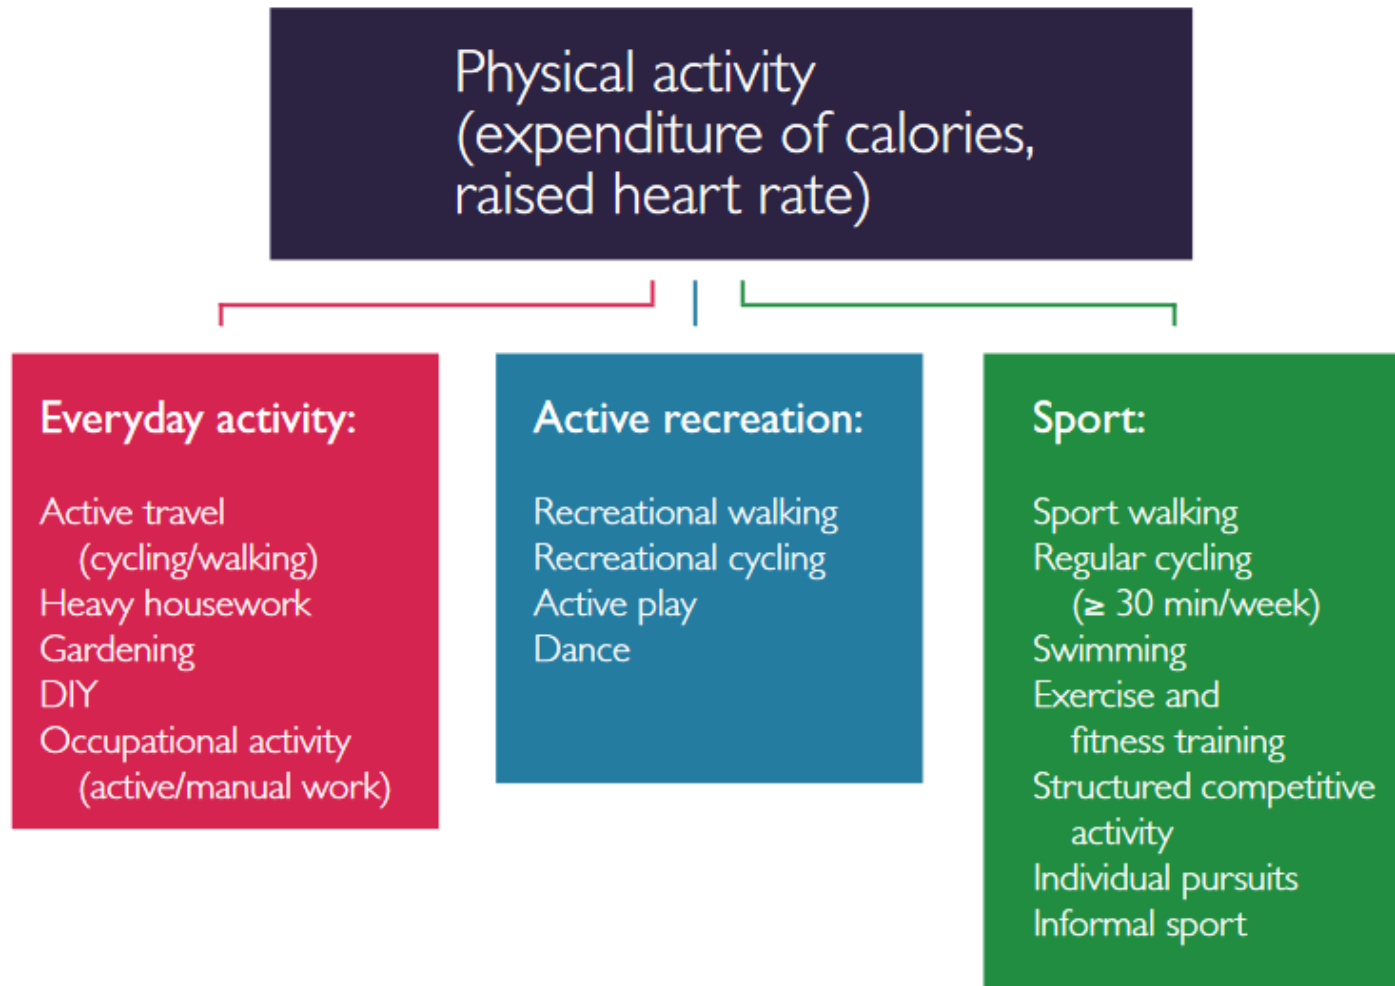 Physical activity
(expenditure of calories,
raised heart rate)
Everyday activity:
Active travel
(cycling/walking)
Heavy housework
Gardening
DIY
Occupational activity
(active/manual work)
Active recreation:
Recreational walking
Recreational cycling
Active play
Dance
Sport:
Sport walking
Regular cycling
(≥ 30 min/week)
Swimming
Exercise and
fitness training
Structured competitive
activity
Individual pursuits
Informal sport